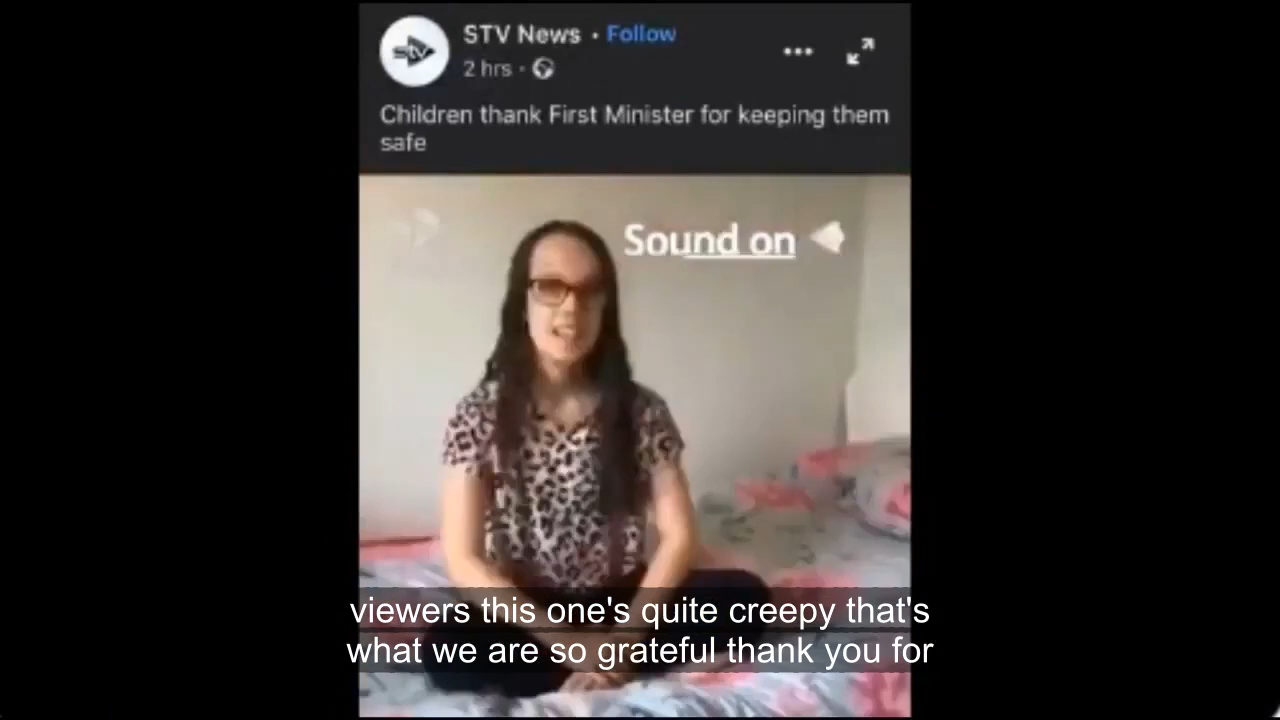 STV News · Follow
stv
2 hrs ·
Children thank First Minister for keeping them
safe
Sound on
viewers this one's quite creepy that's
what we are so grateful thank you for